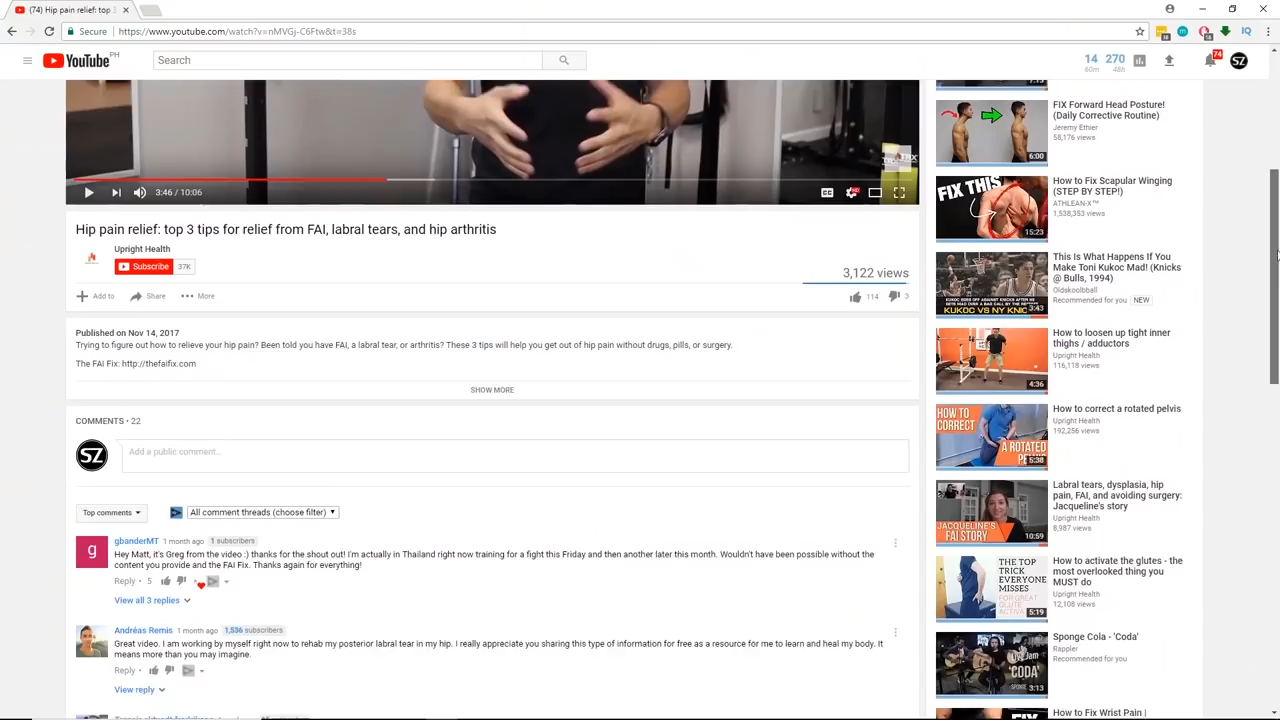 (74) Hip pain relief: top 3
Secure
https://www.youtube.com/watch?v=nMVGj-C6Ftw&t=38s
YouTube PH
Search
14
60m
270
48h
74
SZ
3:46 / 10:06
Hip pain relief: top 3 tips for relief from FAI, labral tears, and hip arthritis
Upright Health
Subscribe 37K
3,122 views
Add to Share More
114 3
Published on Nov 14, 2017
Trying to figure out how to relieve your hip pain? Been told you have FAI, a labral tear, or arthritis? These 3 tips will help you get out of hip pain without drugs, pills, or surgery.
The FAI Fix: http://thefaifix.com
SHOW MORE
COMMENTS • 22
SZ
Add a public comment...
Top comments
All comment threads (choose filter)
g
gbanderMT 1 month ago 1 subscribers
Hey Matt, it's Greg from the video :) thanks for the shout out! I'm actually in Thailand right now training for a fight this Friday and then another later this month. Wouldn't have been possible without the
content you provide and the FAI Fix. Thanks again for everything!
Reply • 5
View all 3 replies
Andréas Remis 1 month ago 1,536 subscribers
Great video. I am working by myself right now to rehab a posterior labral tear in my hip. I really appreciate you sharing this type of information for free as a resource for me to learn and heal my body. It
means more than you may imagine.
Reply •
View reply
FIX Forward Head Posture!
(Daily Corrective Routine)
Jeremy Ethier
58,176 views
6:00
FIX THIS
15:23
How to Fix Scapular Winging
(STEP BY STEP!)
ATHLEAN-X™
1,538,353 views
KUKOC VS NY
3:43
This Is What Happens If You
Make Toni Kukoc Mad! (Knicks
@ Bulls, 1994)
Oldskoolbball
Recommended for you NEW
4:36
How to loosen up tight inner
thighs / adductors
Upright Health
116,118 views
HOW TO
CORRECT
A ROTATED
5:38
How to correct a rotated pelvis
Upright Health
192,256 views
JACQUELINE'S
FAI STORY
10:59
Labral tears, dysplasia, hip
pain, FAI, and avoiding surgery:
Jacqueline's story
Upright Health
8,987 views
THE TOP
TRICK
EVERYONE
MISSES
FOR GREAT
GLUTE
5:19
How to activate the glutes - the
most overlooked thing you
MUST do
Upright Health
12,108 views
'CODA'
3:13
Sponge Cola - 'Coda'
Rappler
Recommended for you
How to Fix Wrist Pain |